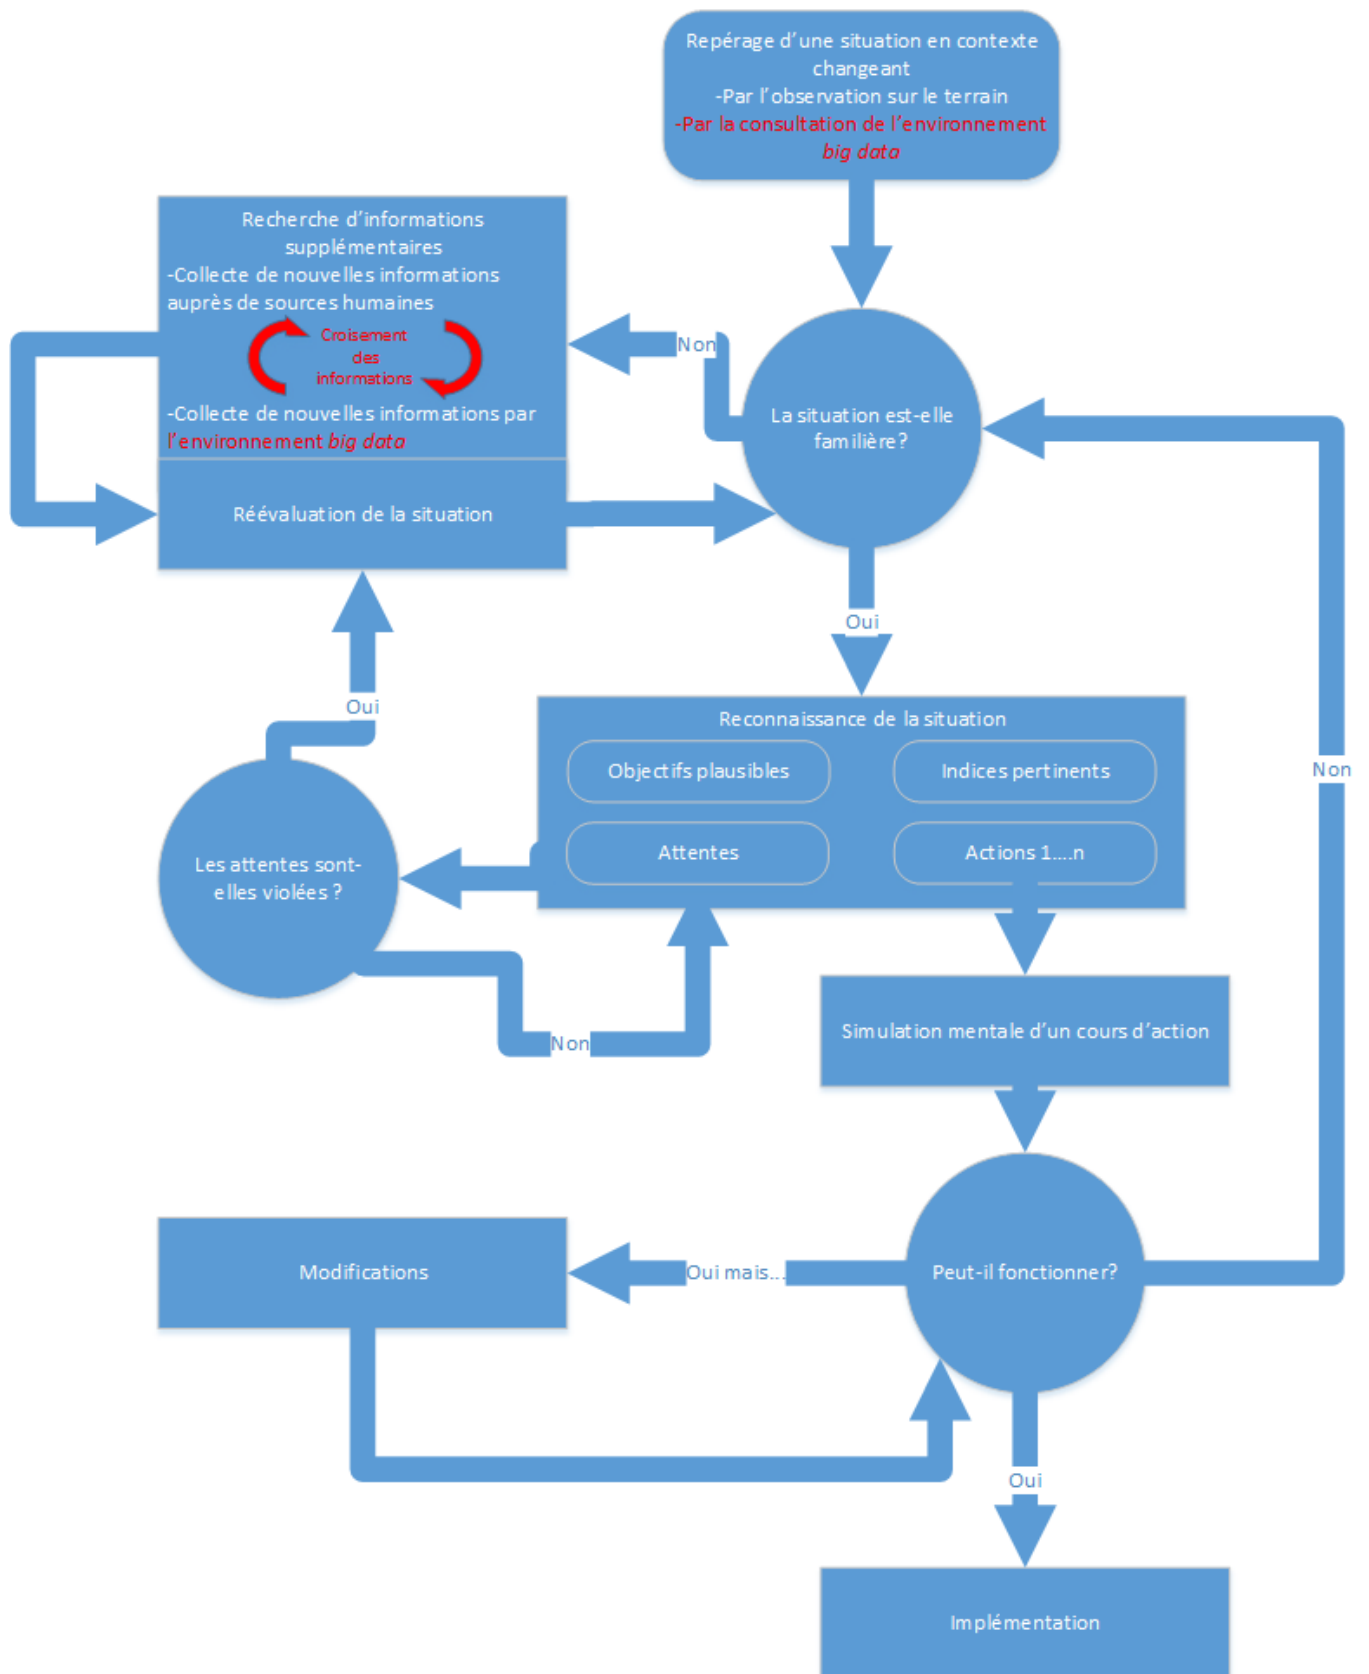 Repérage d'une situation en contexte
changeant
-Par l'observation sur le terrain
-Par la consultation de l'environnement
big data
Recherche d'informations
supplémentaires
-Collecte de nouvelles informations
auprès de sources humaines
Croisement
des
informations
-Collecte de nouvelles informations par
l'environnement big data
Réévaluation de la situation
Non
La situation est-elle
familière?
Oui
Oui
Reconnaissance de la situation
Objectifs plausibles
Indices pertinents
Attentes
Actions 1....n
Non
Les attentes sont-
elles violées ?
Non
Simulation mentale d'un cours d'action
Modifications
Oui mais...
Peut-il fonctionner?
Oui
Implémentation